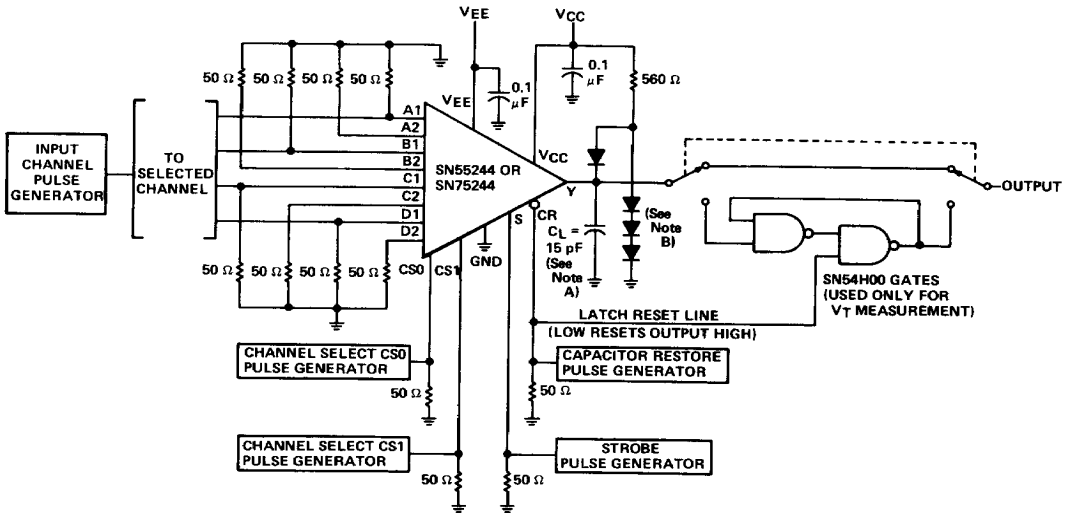 VEE
VCC
50 Ω
50 Ω
50 Ω
50 Ω
0.1
μF
0.1
μF
560 Ω
VEE
INPUT
CHANNEL
PULSE
GENERATOR
TO
SELECTED
CHANNEL
A1
A2
B1
B2
C1
C2
D1
D2
SN55244 OR
SN75244
VCC
Y
S
CR
CS0
CS1
GND
CL =
15 pF
(See
Note
A)
(See
Note
B)
OUTPUT
SN54H00 GATES
(USED ONLY FOR
VT MEASUREMENT)
50 Ω
50 Ω
50 Ω
50 Ω
LATCH RESET LINE
(LOW RESETS OUTPUT HIGH)
CHANNEL SELECT CS0
PULSE GENERATOR
50 Ω
CAPACITOR RESTORE
PULSE GENERATOR
50 Ω
CHANNEL SELECT CS1
PULSE GENERATOR
50 Ω
STROBE
PULSE GENERATOR
50 Ω